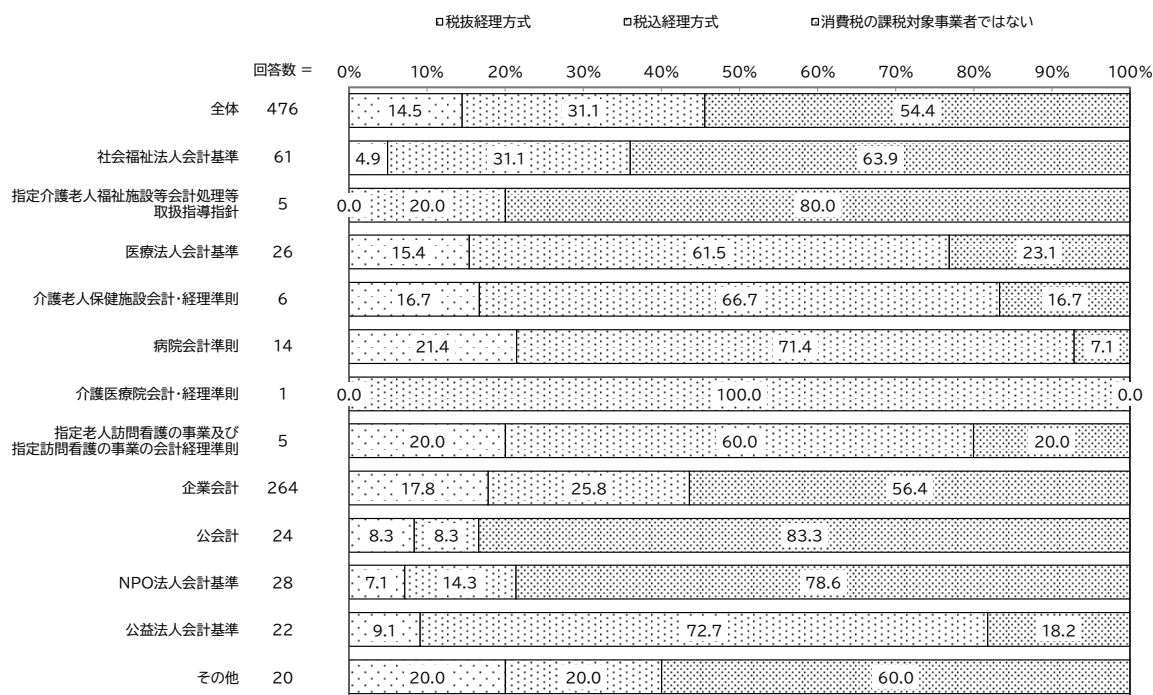 税抜経理方式 税込経理方式 消費税の課税対象事業者ではない
回答数 = 0% 10% 20% 30% 40% 50% 60% 70% 80% 90% 100%
全体 476 14.5 31.1 54.4
社会福祉法人会計基準 61 4.9 31.1 63.9
指定介護老人福祉施設等会計処理等
取扱指導指針 5 0.0 20.0 80.0
医療法人会計基準 26 15.4 61.5 23.1
介護老人保健施設会計・経理準則 6 16.7 66.7 16.7
病院会計準則 14 21.4 71.4 7.1
介護医療院会計・経理準則 1 0.0 100.0 0.0
指定老人訪問看護の事業及び
指定訪問看護の事業の会計経理準則 5 20.0 60.0 20.0
企業会計 264 17.8 25.8 56.4
公会計 24 8.3 8.3 83.3
NPO法人会計基準 28 7.1 14.3 78.6
公益法人会計基準 22 9.1 72.7 18.2
その他 20 20.0 20.0 60.0